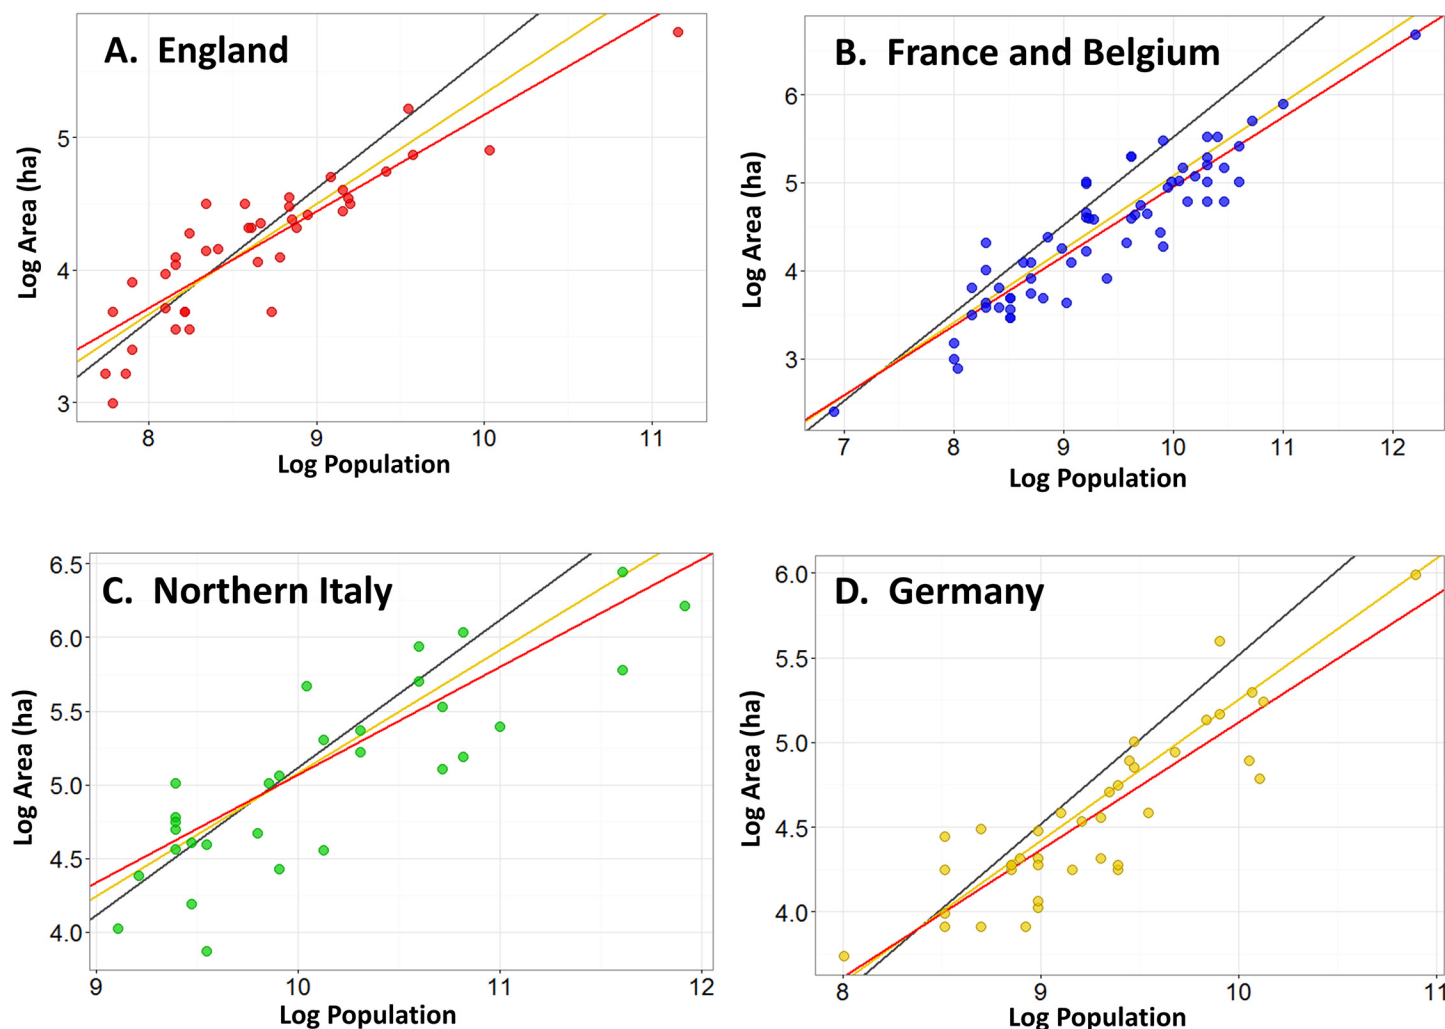 A. England
5
4
3
Log Area (ha)
8 9 10 11
Log Population
B. France and Belgium
6
5
4
3
Log Area (ha)
7 8 9 10 11 12
Log Population
C. Northern Italy
6.5
6.0
5.5
5.0
4.5
4.0
Log Area (ha)
9 10 11 12
Log Population
D. Germany
6.0
5.5
5.0
4.5
4.0
Log Area (ha)
8 9 10 11
Log Population